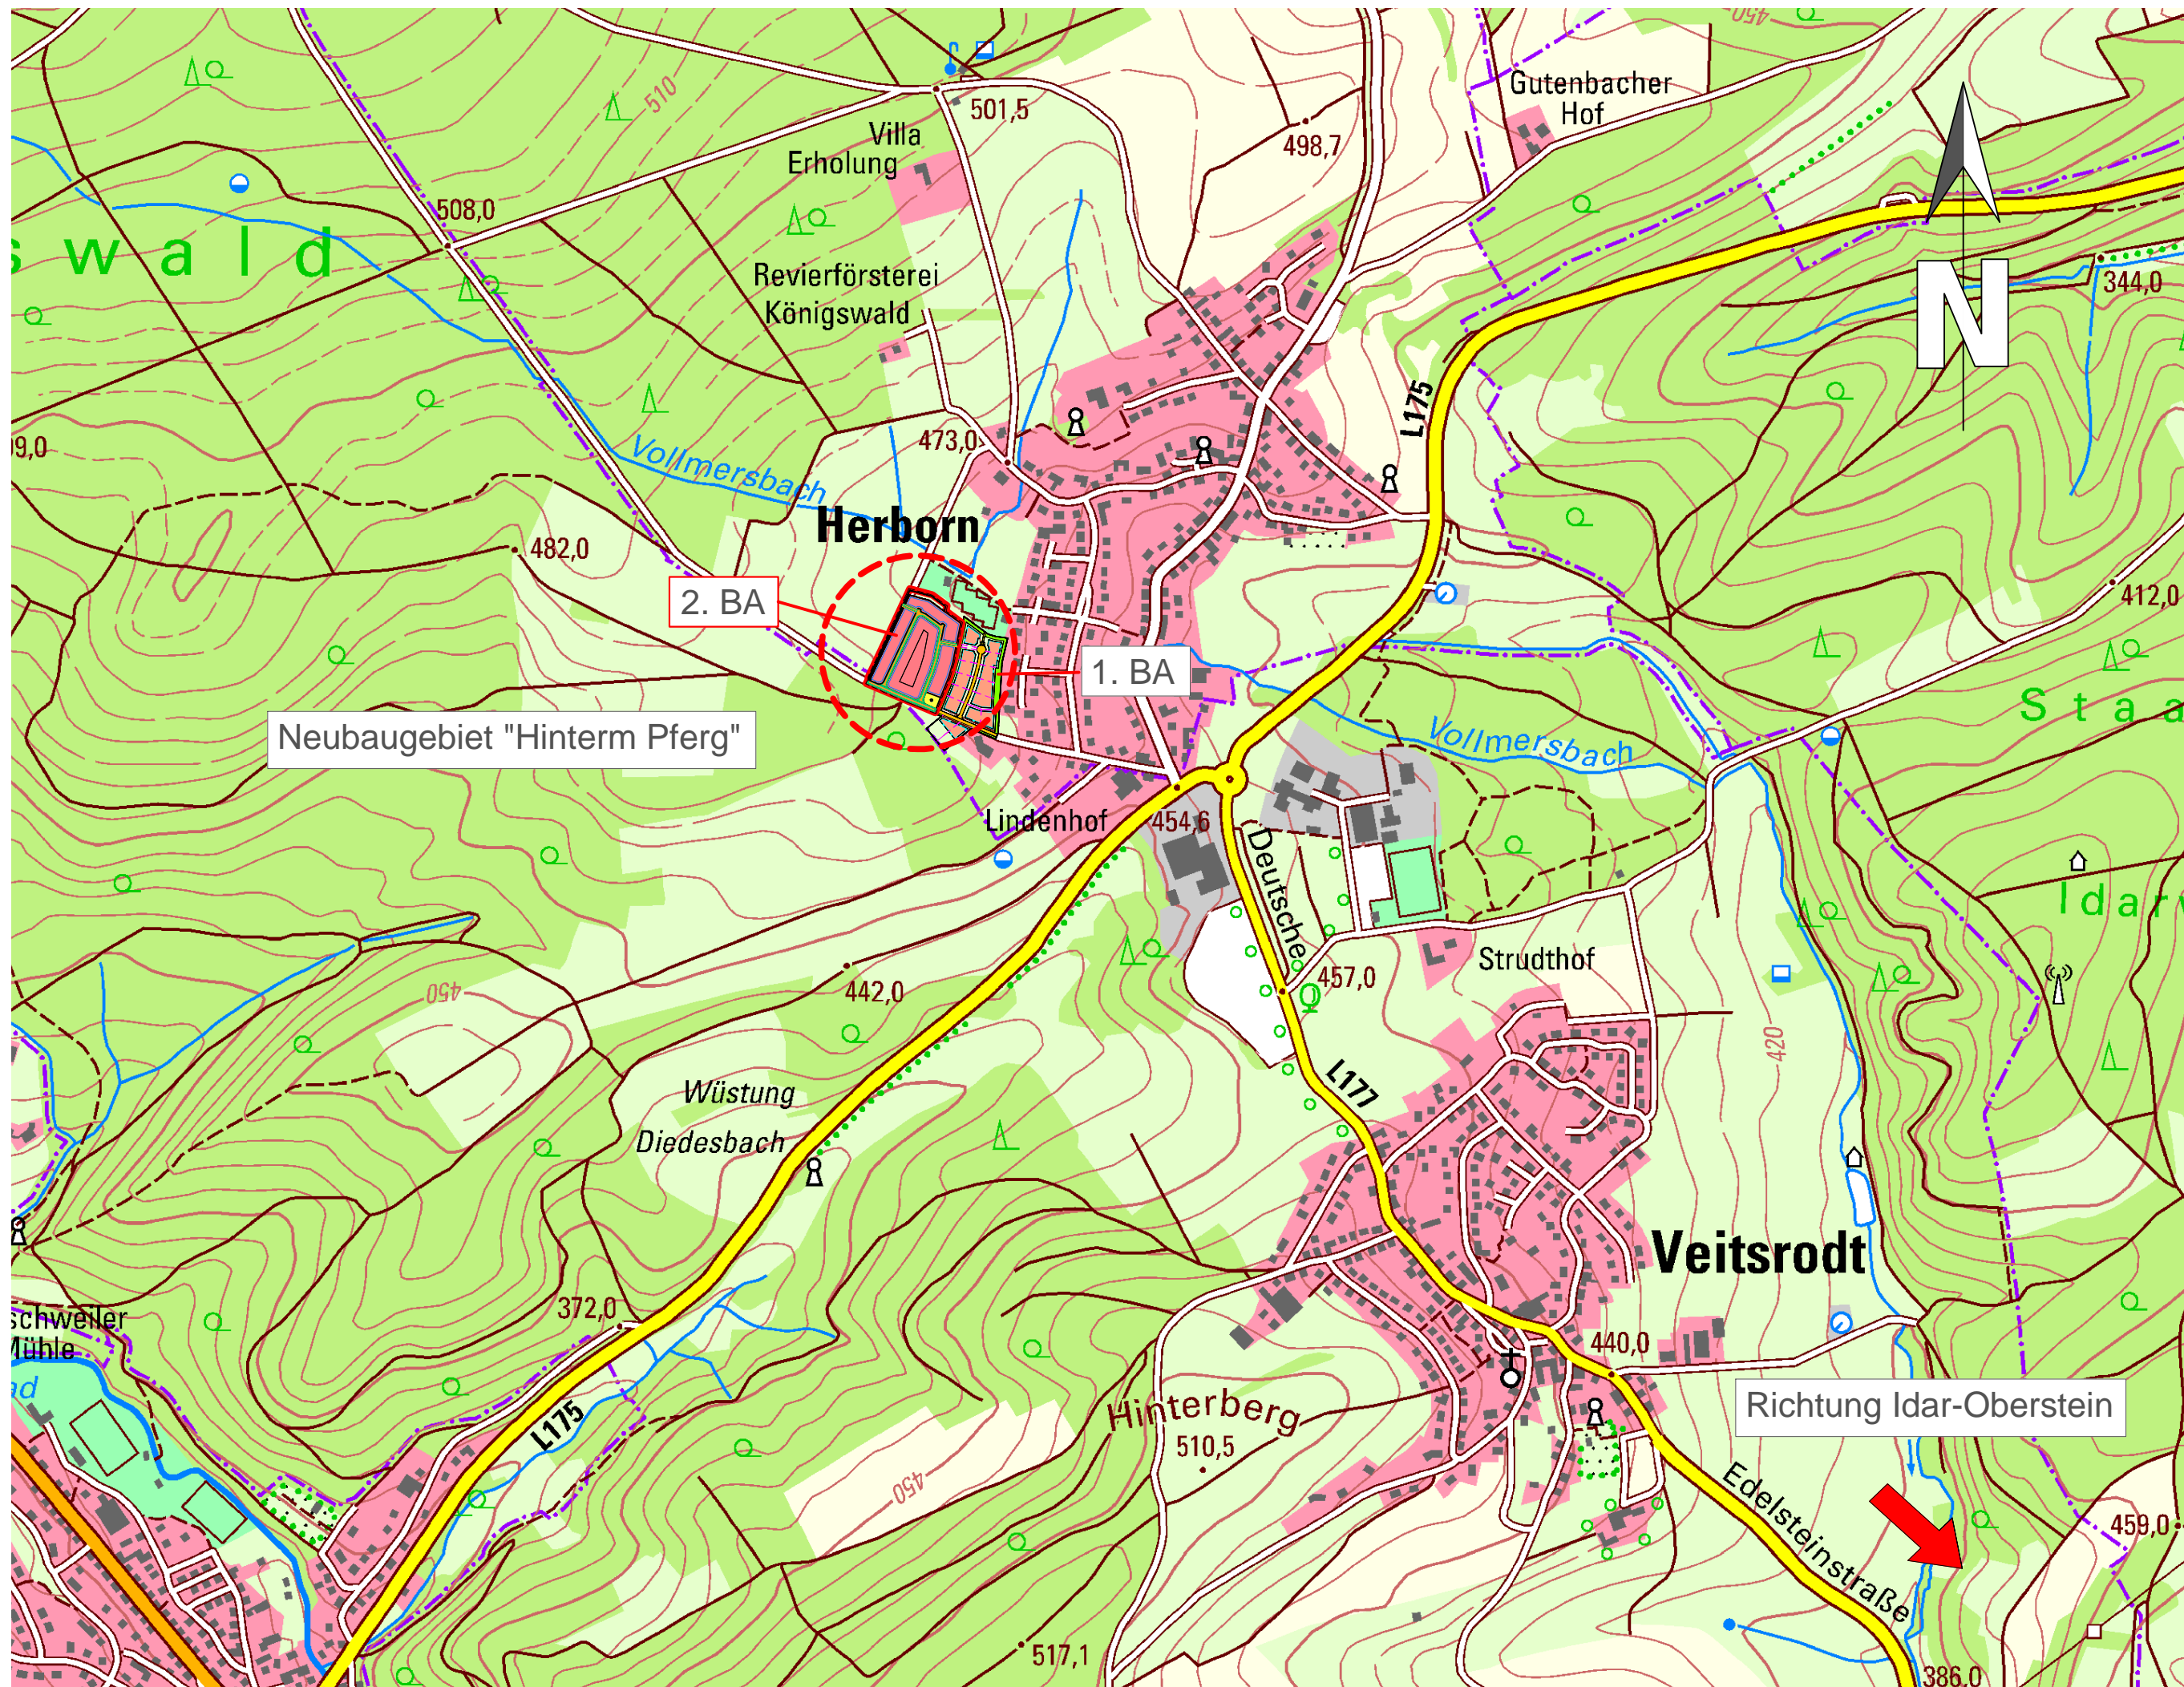 450
510
501,5
Villa
Erholung
498,7
Gutenbacher
Hof
508,0
swald
Revierförsterei
Königswald
344,0
N
L175
9,0
473,0
Vollmersbach
Herborn
482,0
2. BA
412,0
1. BA
Neubaugebiet "Hinterm Pferg"
Staa
Vollmersbach
Lindenhof
454,6
Deutsche
Idar
Strudthof
457,0
442,0
450
420
L177
Wüstung
Diedesbach
Veitsrodt
372,0
schweiler
Mühle
ad
440,0
Hinterberg
510,5
Richtung Idar-Oberstein
L175
450
Edelsteinstraße
459,0
517,1
386,0